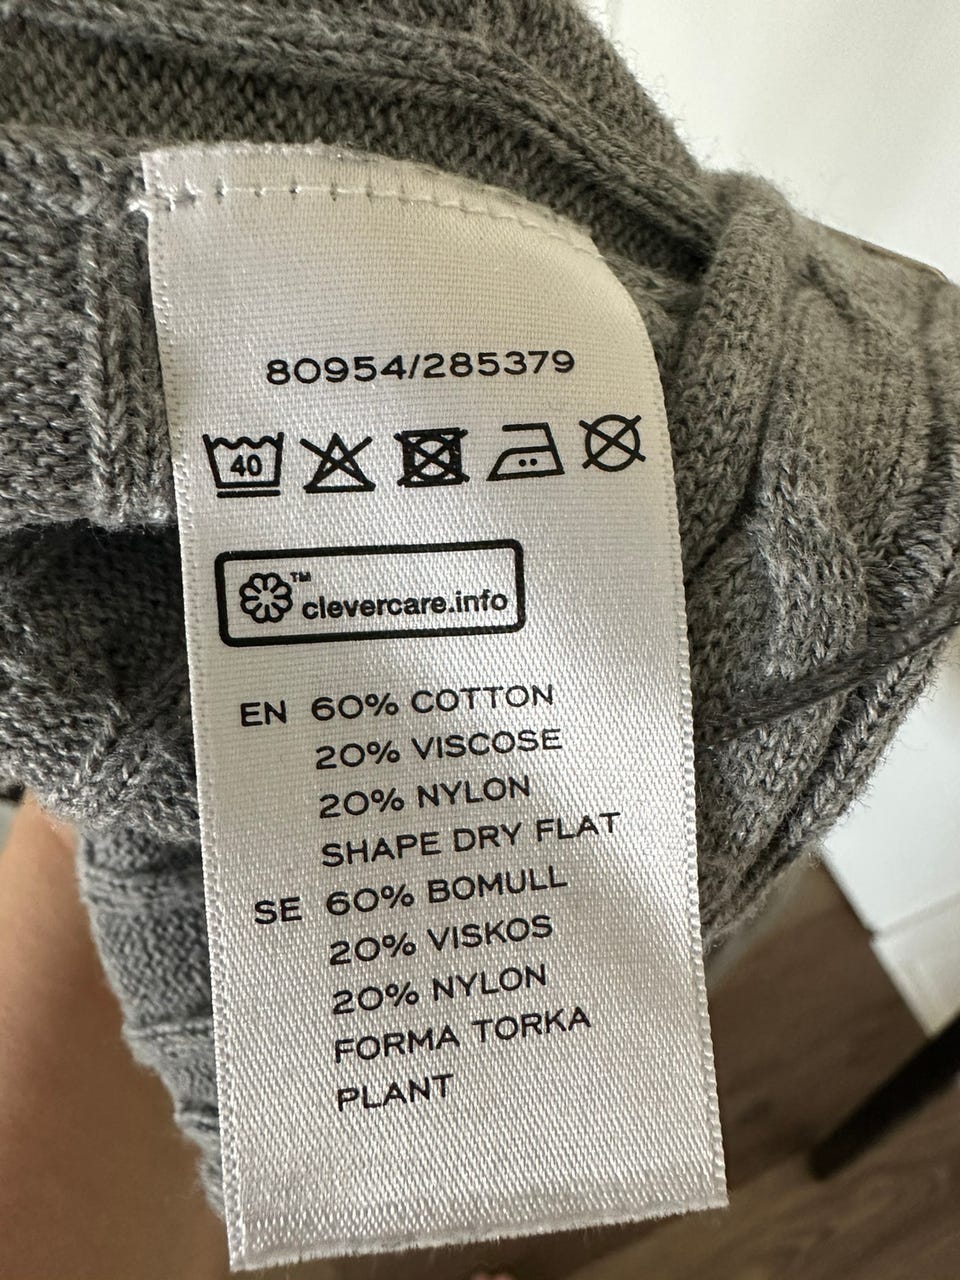 80954/285379
40
TM
clevercare.info
EN 60% COTTON
20% VISCOSE
20% NYLON
SHAPE DRY FLAT
SE 60% BOMULL
20% VISKOS
20% NYLON
FORMA TORKA
PLANT